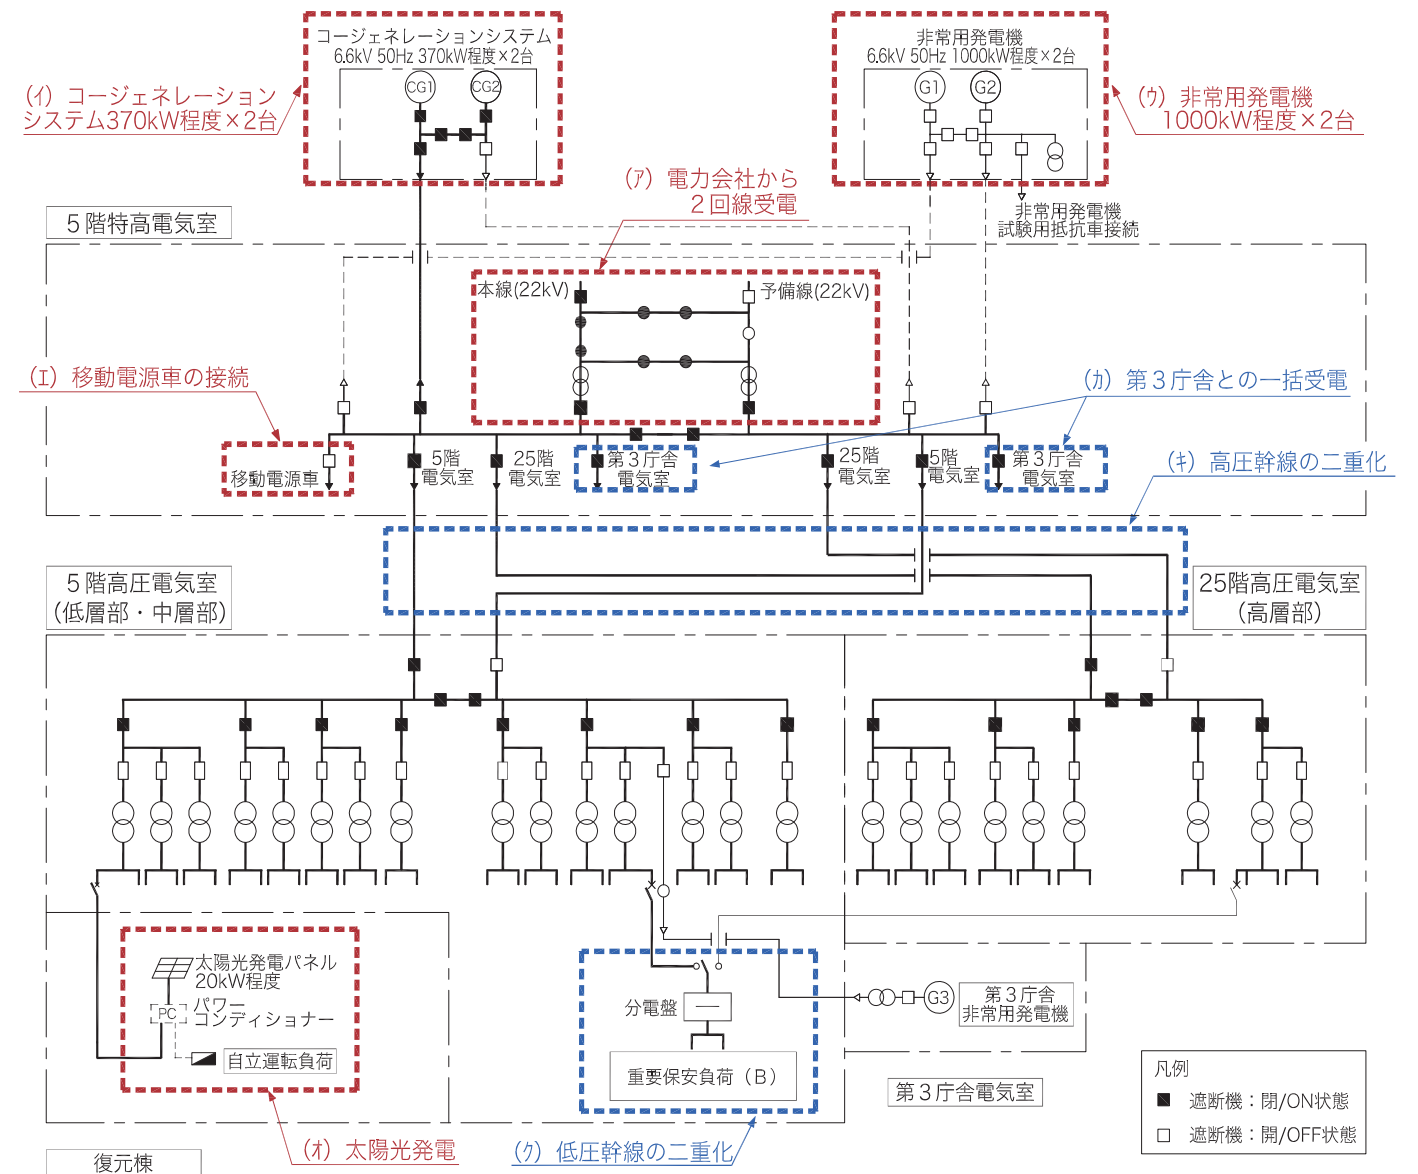 コージェネレーションシステム
6.6kV 50Hz 370kW程度×2台
CG1
CG2
(イ) コージェネレーション
システム370kW程度×2台
非常用発電機
6.6kV 50Hz 1000kW程度×2台
G1
G2
(ウ) 非常用発電機
1000kW程度×2台
非常用発電機
試験用抵抗車接続
(ア) 電力会社から
2回線受電
5階特高電気室
本線(22kV)
予備線(22kV)
(エ) 移動電源車の接続
(カ) 第3庁舎との一括受電
移動電源車
5階
電気室
25階
電気室
第3庁舎
電気室
25階
電気室
5階
電気室
第3庁舎
電気室
(キ) 高圧幹線の二重化
5階高圧電気室
(低層部・中層部)
25階高圧電気室
(高層部)
太陽光発電パネル
20kW程度
PC
パワー
コンディショナー
自立運転負荷
(オ) 太陽光発電
分電盤
重要保安負荷(B)
(ク) 低圧幹線の二重化
G3
第3庁舎
非常用発電機
第3庁舎電気室
凡例
遮断機:閉/ON状態
遮断機:開/OFF状態
復元棟